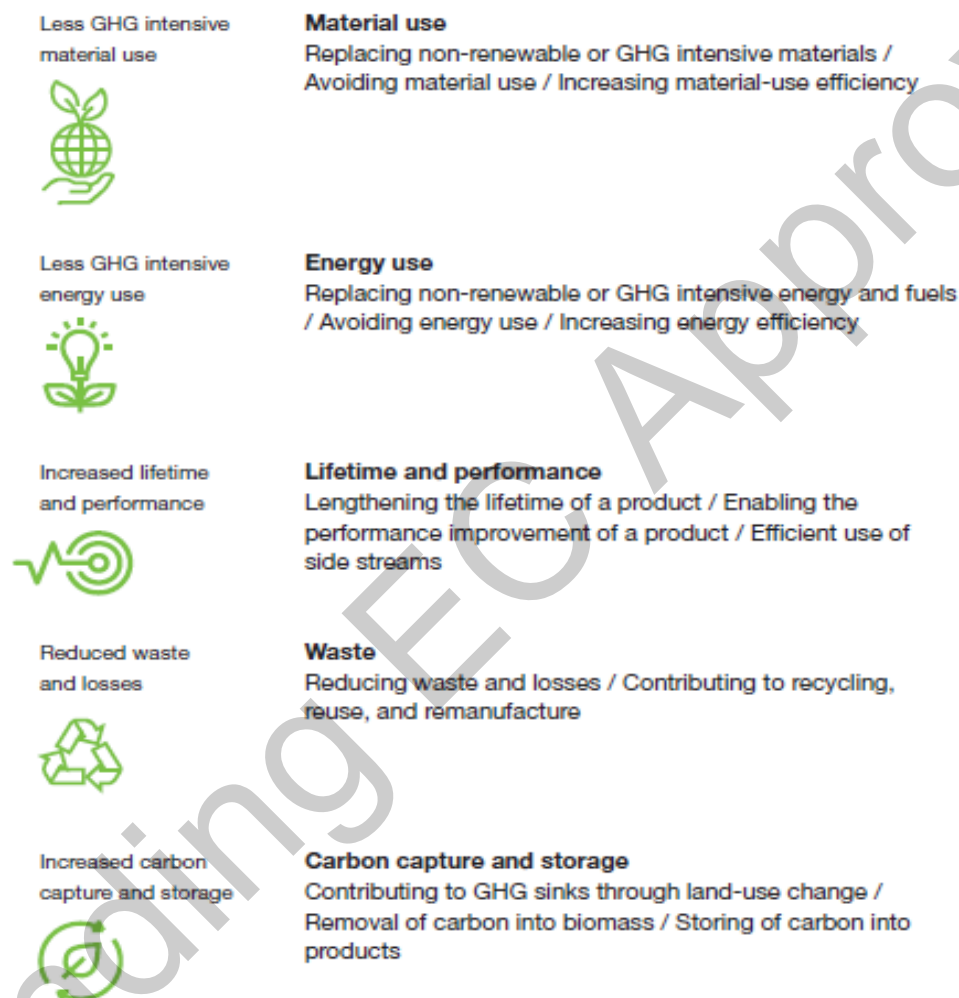 Less GHG intensive
material use
Material use
Replacing non-renewable or GHG intensive materials /
Avoiding material use / Increasing material-use efficiency
Less GHG intensive
energy use
Energy use
Replacing non-renewable or GHG intensive energy and fuels
/ Avoiding energy use / Increasing energy efficiency
Increased lifetime
and performance
Lifetime and performance
Lengthening the lifetime of a product / Enabling the
performance improvement of a product / Efficient use of
side streams
Reduced waste
and losses
Waste
Reducing waste and losses / Contributing to recycling,
reuse, and remanufacture
Increased carbon
capture and storage
Carbon capture and storage
Contributing to GHG sinks through land-use change /
Removal of carbon into biomass / Storing of carbon into
products
EC